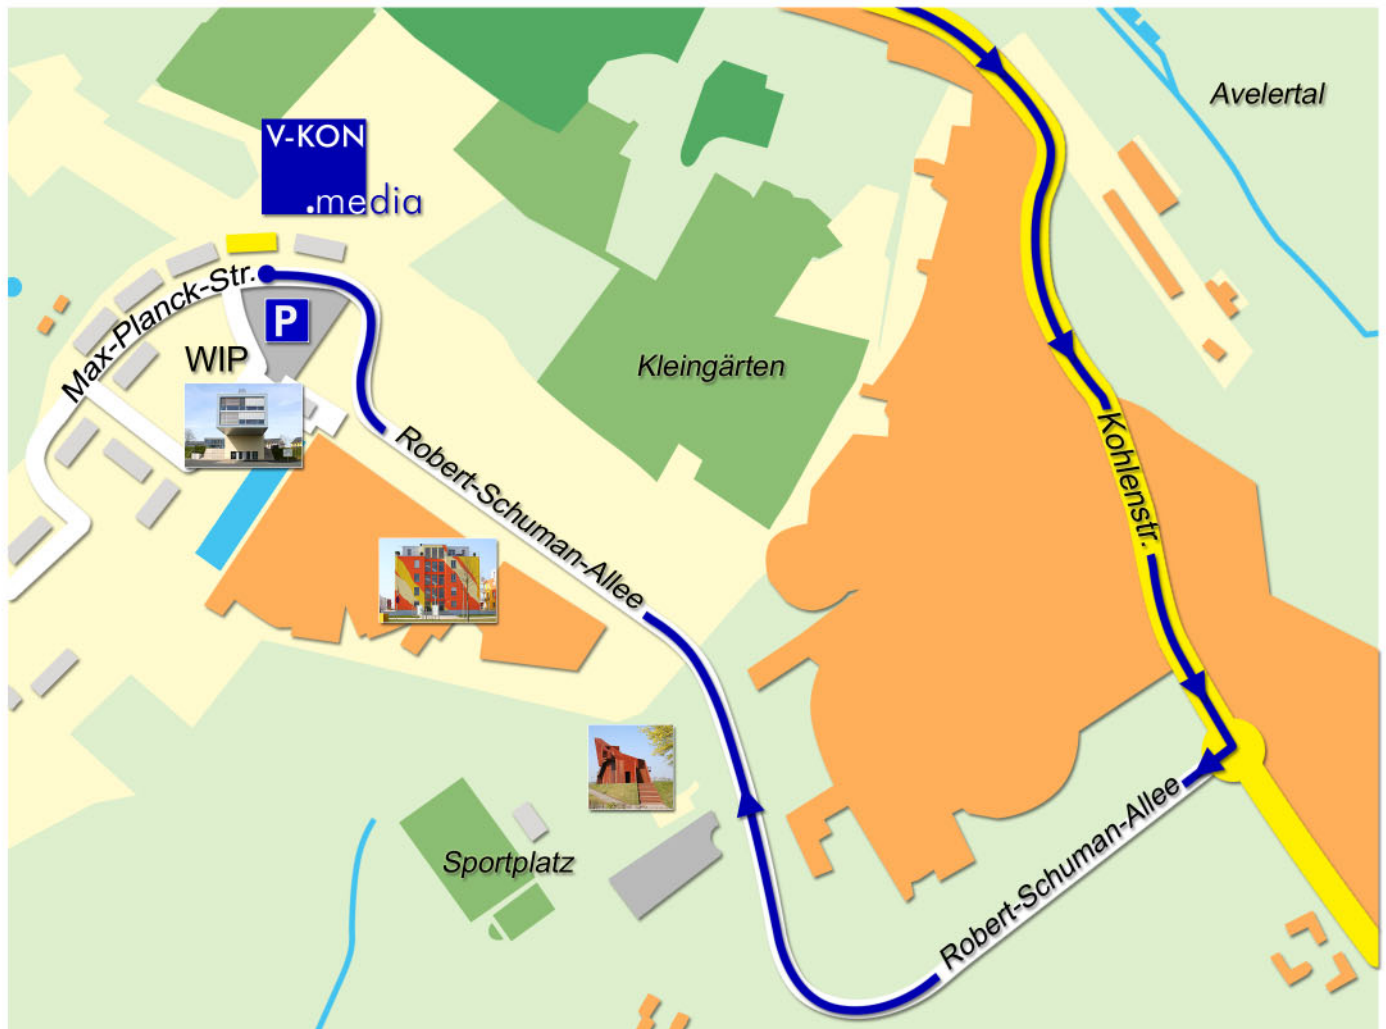 Avelertal
V-KON
.media
Max-Planck-Str.
P
WIP
Kleingärten
Kohlenstr.
Robert-Schuman-Allee
Robert-Schuman-Allee
Sportplatz